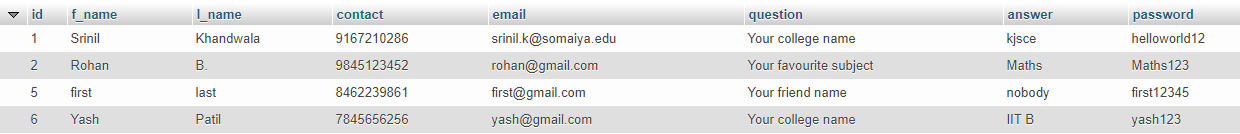 id f_name l_name contact email question answer password
1 Srinil Khandwala 9167210286 srinil.k@somaiya.edu Your college name kjsce helloworld12
2 Rohan B. 9845123452 rohan@gmail.com Your favourite subject Maths Maths123
5 first last 8462239861 first@gmail.com Your friend name nobody first12345
6 Yash Patil 7845656256 yash@gmail.com Your college name IIT B yash123